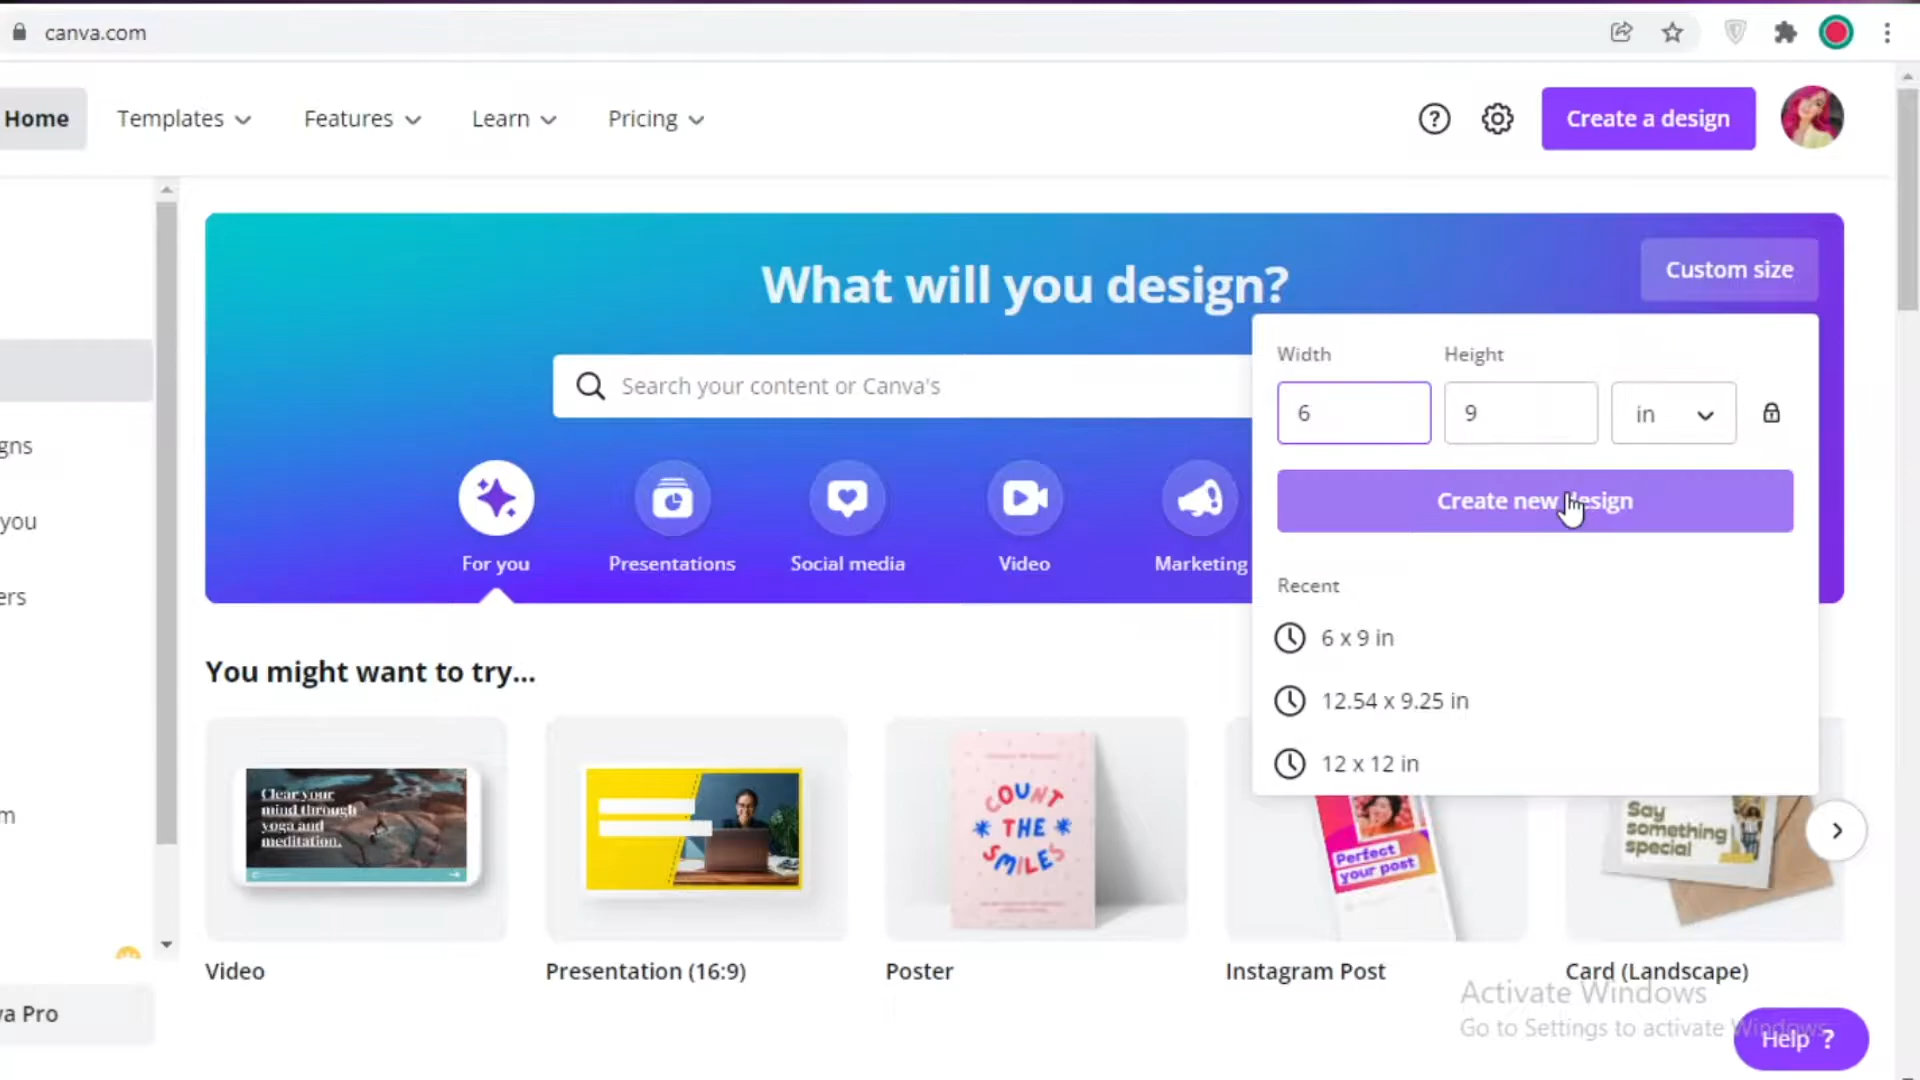 canva.com
Home
Templates
Features
Learn
Pricing
Create a design
What will you design?
Custom size
Search your content or Canva's
Width
Height
6
9
in
Create new design
For you
Presentations
Social media
Video
Marketing
Recent
6 x 9 in
12.54 x 9.25 in
12 x 12 in
gns
you
ers
m
va Pro
You might want to try...
Clear your
mind through
yoga and
meditation.
COUNT
THE
SMILES
Perfect
your post
Say
something
special
Video
Presentation (16:9)
Poster
Instagram Post
Card (Landscape)
Activate Windows
Go to Settings to activate Windows.
Help ?